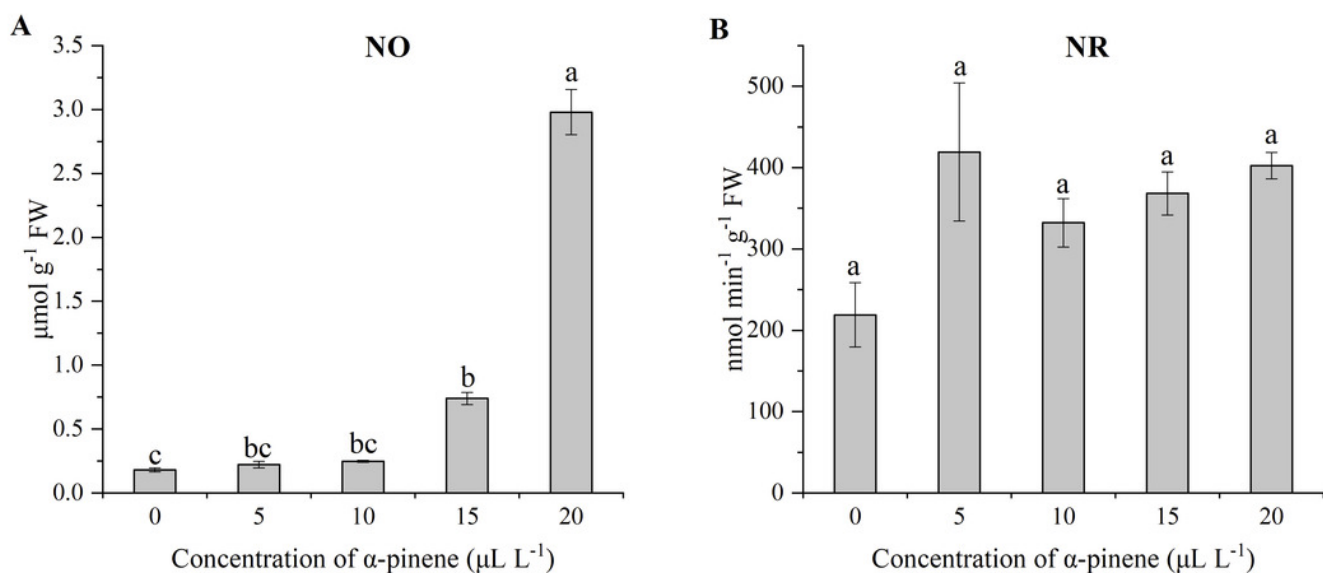 A
NO
3.5
3.0
2.5
2.0
1.5
1.0
0.5
0.0
μmol g⁻¹ FW
c
bc
bc
b
a
0 5 10 15 20
Concentration of α-pinene (μL L⁻¹)
B
NR
500
400
300
200
100
0
nmol min⁻¹ g⁻¹ FW
a
a
a
a
a
0 5 10 15 20
Concentration of α-pinene (μL L⁻¹)